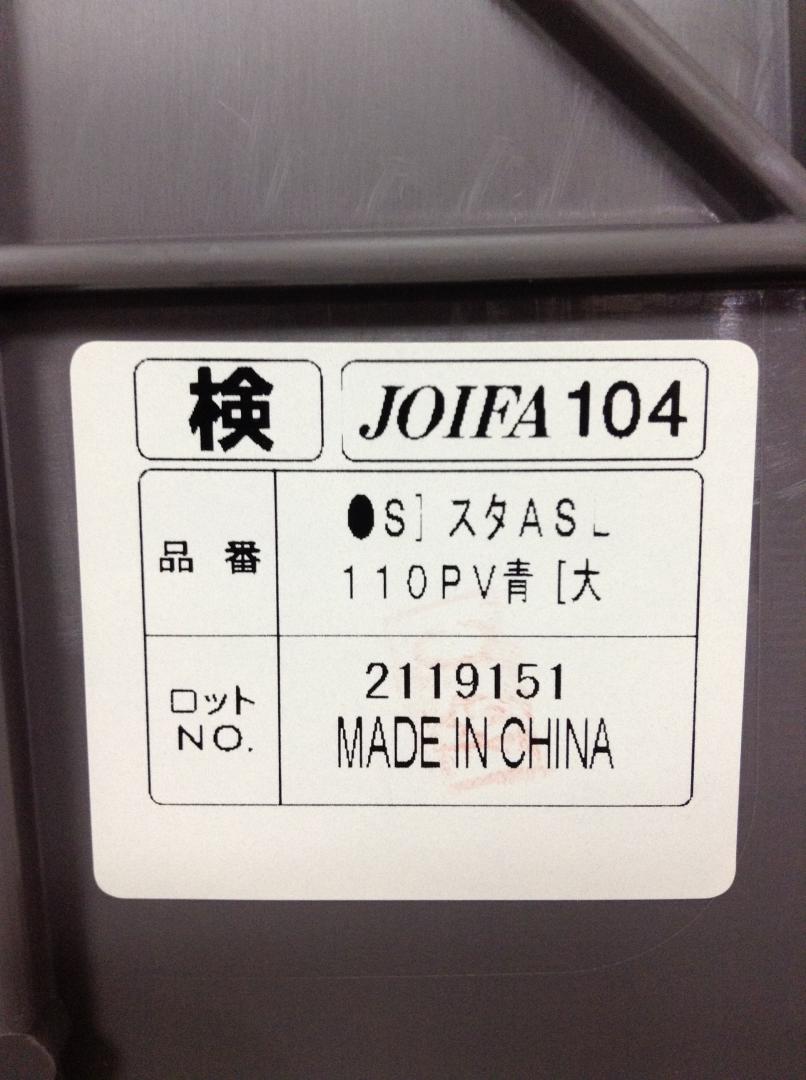 検
JOIFA 104
品番
●S] スタASL
110PV青 [大
ロット
NO.
2119151
MADE IN CHINA